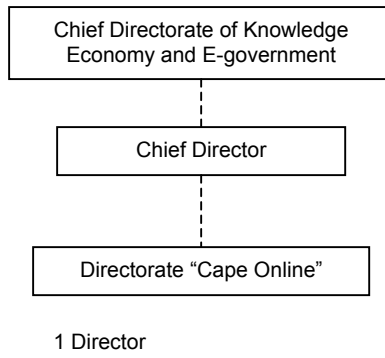 Chief Directorate of Knowledge
Economy and E-government
Chief Director
Directorate “Cape Online”
1 Director